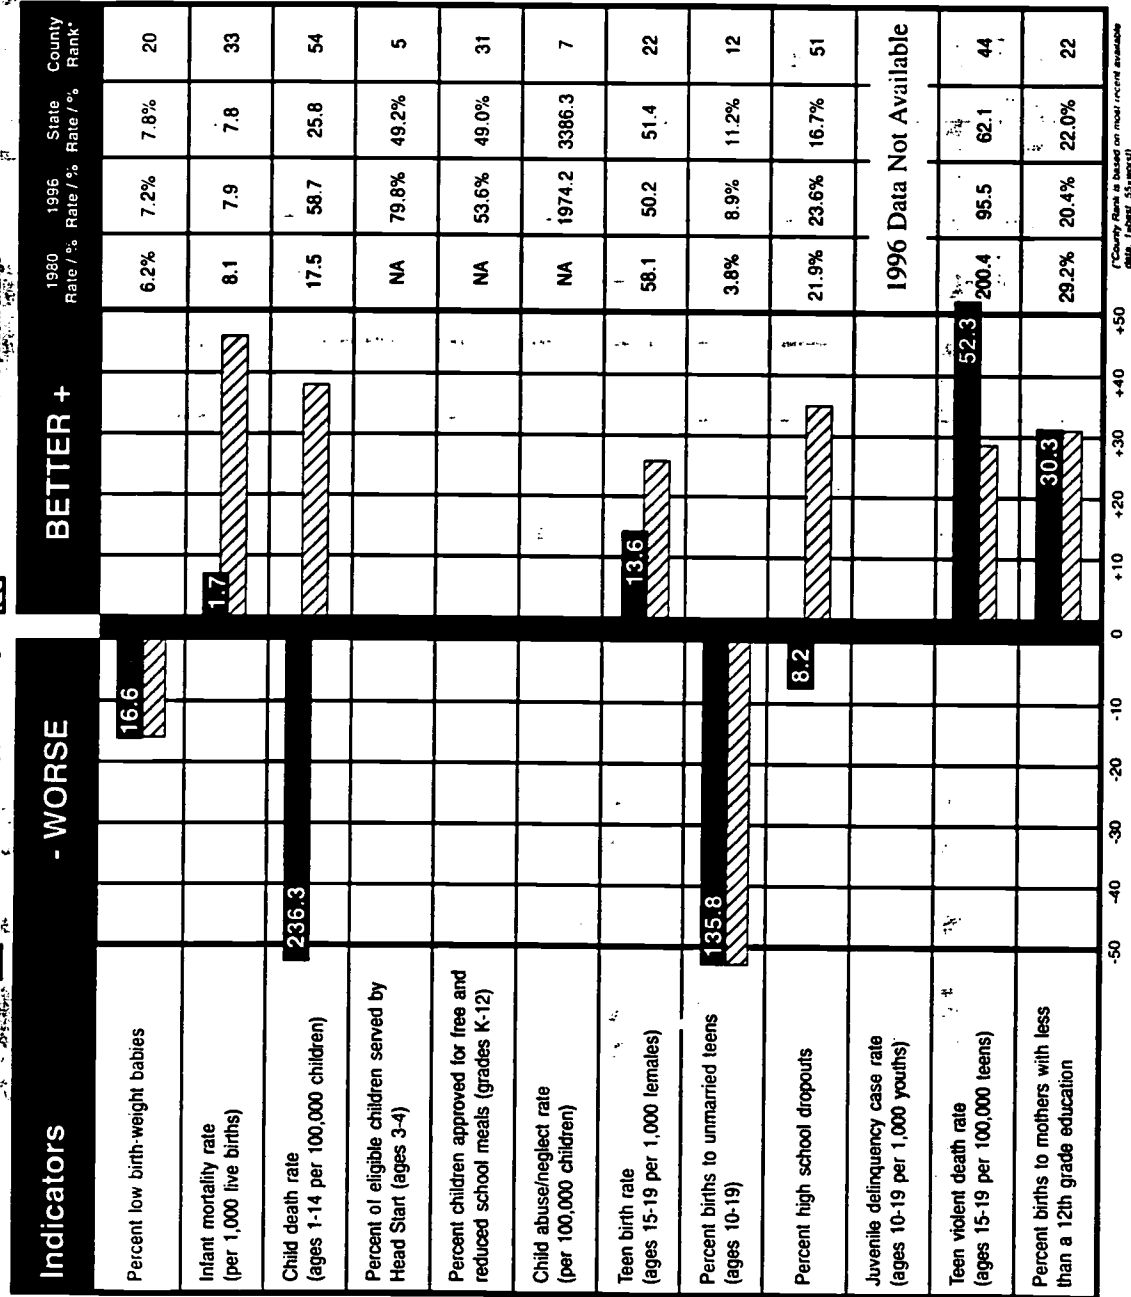 Indicators
- WORSE
BETTER +
1980
Rate / %
1996
Rate / %
State
Rate / %
County
Rank*
Percent low birth-weight babies
16.6
6.2%
7.2%
7.8%
20
Infant mortality rate
(per 1,000 live births)
1.7
8.1
7.9
7.8
33
Child death rate
(ages 1-14 per 100,000 children)
236.3
17.5
58.7
25.8
54
Percent of eligible children served by
Head Start (ages 3-4)
NA
79.8%
49.2%
5
Percent children approved for free and
reduced school meals (grades K-12)
NA
53.6%
49.0%
31
Child abuse/neglect rate
(per 100,000 children)
NA
1974.2
3386.3
7
Teen birth rate
(ages 15-19 per 1,000 females)
13.6
58.1
50.2
51.4
22
Percent births to unmarried teens
(ages 10-19)
135.8
3.8%
8.9%
11.2%
12
Percent high school dropouts
8.2
21.9%
23.6%
16.7%
51
Juvenile delinquency case rate
(ages 10-19 per 1,000 youths)
1996 Data Not Available
Teen violent death rate
(ages 15-19 per 100,000 teens)
52.3
200.4
95.5
62.1
44
Percent births to mothers with less
than a 12th grade education
30.3
29.2%
20.4%
22.0%
22
-50
-40
-30
-20
-10
0
+10
+20
+30
+40
+50
(*County Rank is based on most recent available
data. 1=best, 55=worst)